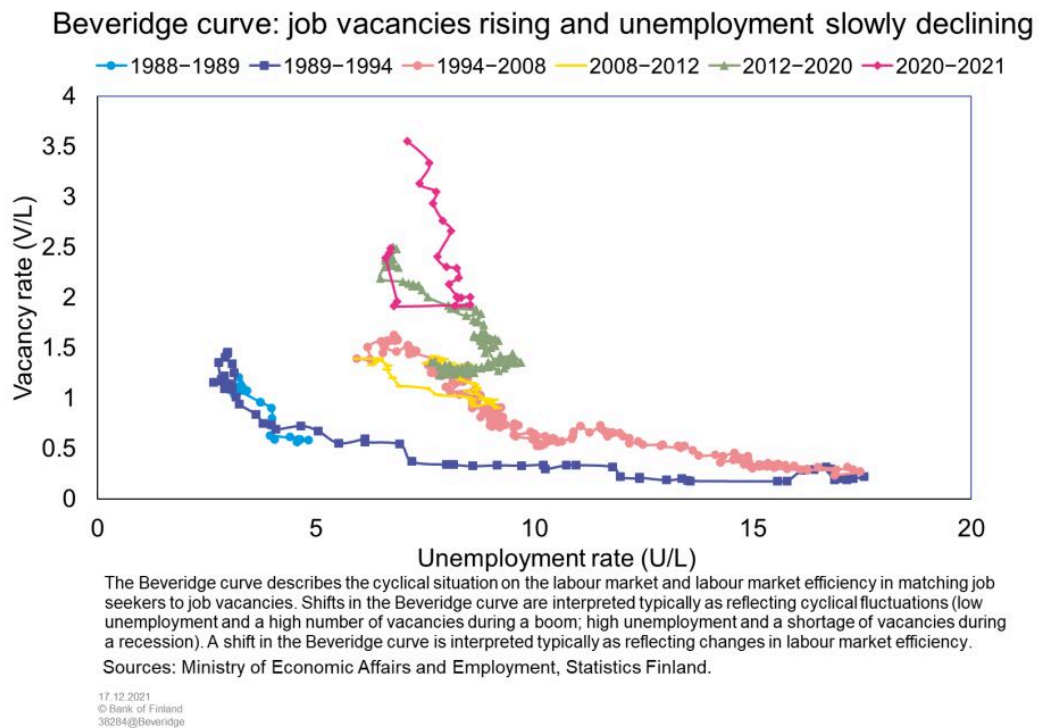 Beveridge curve: job vacancies rising and unemployment slowly declining
1988−1989 1989−1994 1994−2008 2008−2012 2012−2020 2020−2021
4
3.5
3
2.5
2
1.5
1
0.5
0
Vacancy rate (V/L)
0 5 10 15 20
Unemployment rate (U/L)
The Beveridge curve describes the cyclical situation on the labour market and labour market efficiency in matching job
seekers to job vacancies. Shifts in the Beveridge curve are interpreted typically as reflecting cyclical fluctuations (low
unemployment and a high number of vacancies during a boom; high unemployment and a shortage of vacancies during
a recession). A shift in the Beveridge curve is interpreted typically as reflecting changes in labour market efficiency.
Sources: Ministry of Economic Affairs and Employment, Statistics Finland.
17.12.2021
© Bank of Finland
38284@Beveridge